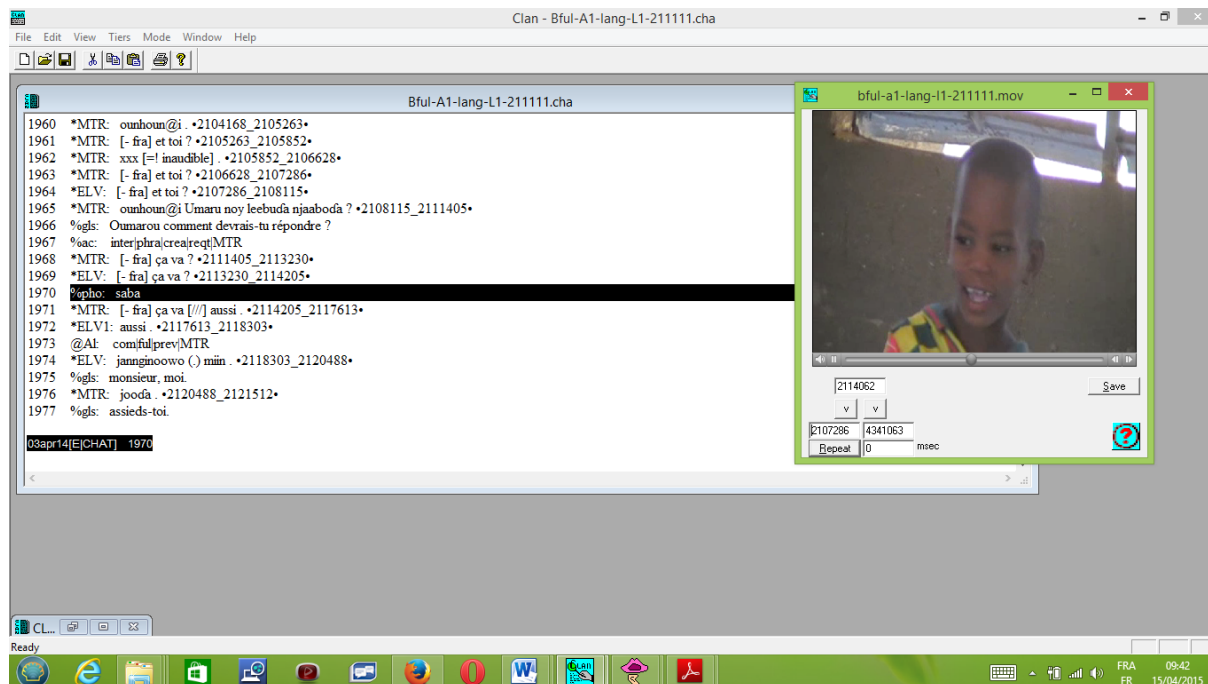 Clan - Bful-A1-lang-L1-211111.cha
File Edit View Tiers Mode Window Help
Bful-A1-lang-L1-211111.cha
1960 *MTR: ounhoun@i . •2104168_2105263•
1961 *MTR: [- fra] et toi ? •2105263_2105852•
1962 *MTR: xxx [=! inaudible] . •2105852_2106628•
1963 *MTR: [- fra] et toi ? •2106628_2107286•
1964 *ELV: [- fra] et toi ? •2107286_2108115•
1965 *MTR: ounhoun@i Umaru noy leebuɗa njaaboɗa ? •2108115_2111405•
1966 %gls: Oumarou comment devrais-tu répondre ?
1967 %ac: inter|phra|crea|reqt|MTR
1968 *MTR: [- fra] ça va ? •2111405_2113230•
1969 *ELV: [- fra] ça va ? •2113230_2114205•
1970 %pho: saba
1971 *MTR: [- fra] ça va [///] aussi . •2114205_2117613•
1972 *ELV1: aussi . •2117613_2118303•
1973 @Al: com|ful|prev|MTR
1974 *ELV: jannginoowo (.) miin . •2118303_2120488•
1975 %gls: monsieur, moi.
1976 *MTR: jooɗa . •2120488_2121512•
1977 %gls: assieds-toi.
03apr14[E|CHAT] 1970
bful-a1-lang-l1-211111.mov
2114062
Save
v v
2107286 4341063
Repeat 0 msec
CL...
Ready
FRA 09:42
FR 15/04/2015